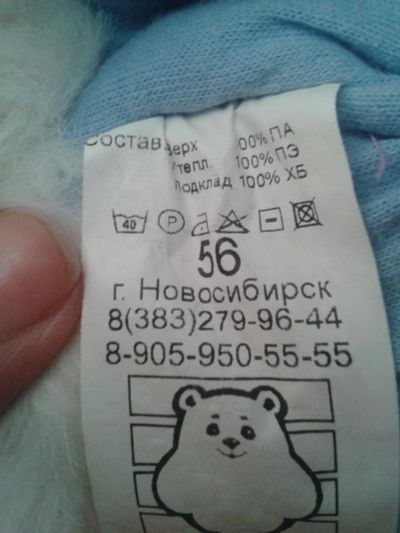 Состав Верх 100% ПА
Утепл. 100% ПЭ
Подклад 100% ХБ
40 P
56
г. Новосибирск
8(383)279-96-44
8-905-950-55-55